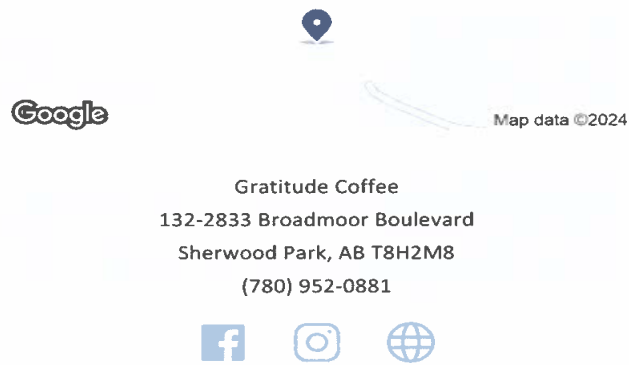 Google
Map data ©2024
Gratitude Coffee
132-2833 Broadmoor Boulevard
Sherwood Park, AB T8H2M8
(780) 952-0881